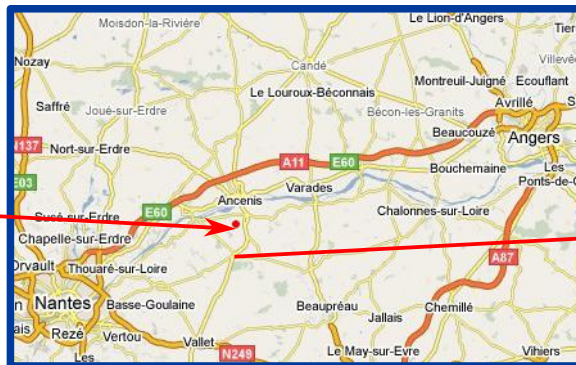 Moisdon-la-Rivière
Le Lion-d'Angers
Tier
Nozay
Candé
Villevê
Montreuil-Juigné
Ecouflant
Le Louroux-Béconnais
Avrillé
Saffré
Joué-sur-Erdre
Bécon-les-Granits
S
Beaucouzé
Angers
N137
Nort-sur-Erdre
A11
E60
Bouchemaine
Les
E03
Ancenis
Varades
Ponts-de-C
E60
Chalonnes-sur-Loire
Sucé-sur-Erdre
Chapelle-sur-Erdre
A87
Orvault
Thouaré-sur-Loire
Nantes
Basse-Goulaine
Beaupréau
Chemillé
ais
Rezé
Vertou
Jallais
Vallet
Les
N249
Le May-sur-Evre
Vihiers